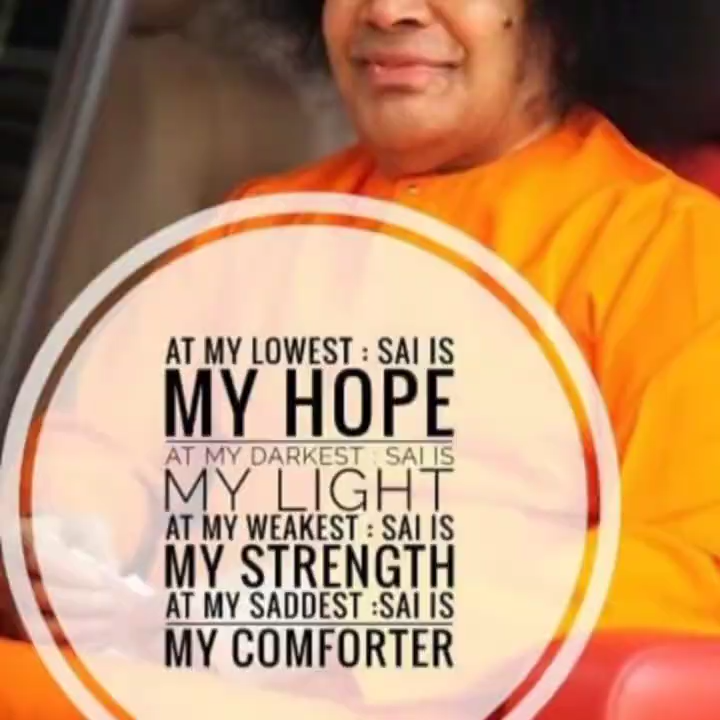 AT MY LOWEST : SAI IS
MY HOPE
AT MY DARKEST : SAI IS
MY LIGHT
AT MY WEAKEST : SAI IS
MY STRENGTH
AT MY SADDEST :SAI IS
MY COMFORTER